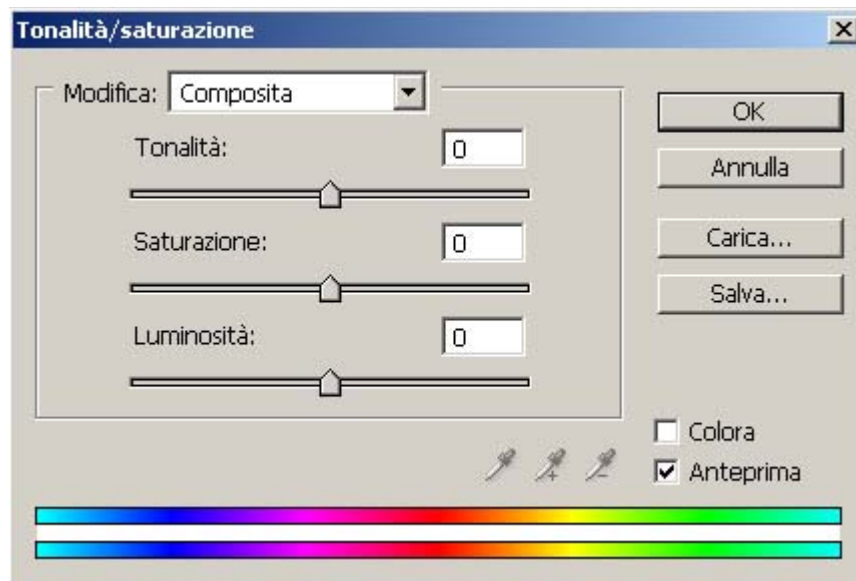 Tonalità/saturazione
Modifica: Composita
OK
Tonalità: 0
Annulla
Saturazione: 0
Carica...
Salva...
Luminosità: 0
Colora
Anteprima